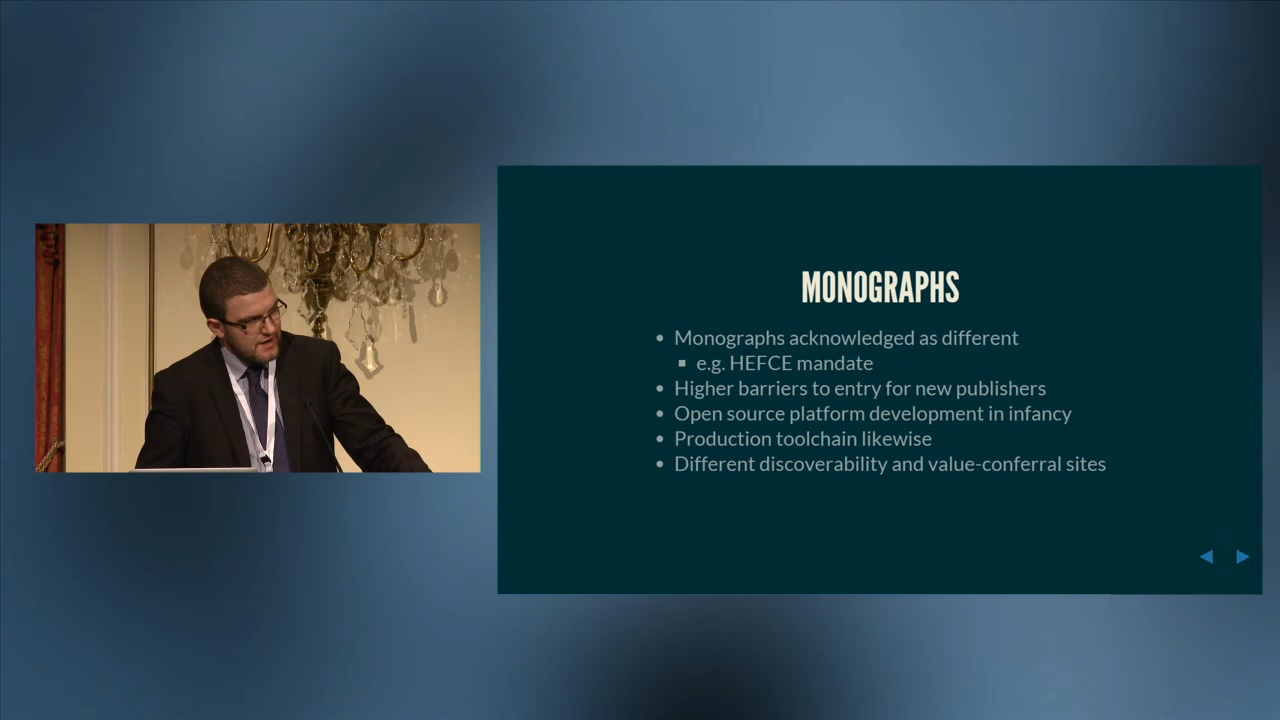 MONOGRAPHS
• Monographs acknowledged as different
▪ e.g. HEFCE mandate
• Higher barriers to entry for new publishers
• Open source platform development in infancy
• Production toolchain likewise
• Different discoverability and value-conferral sites